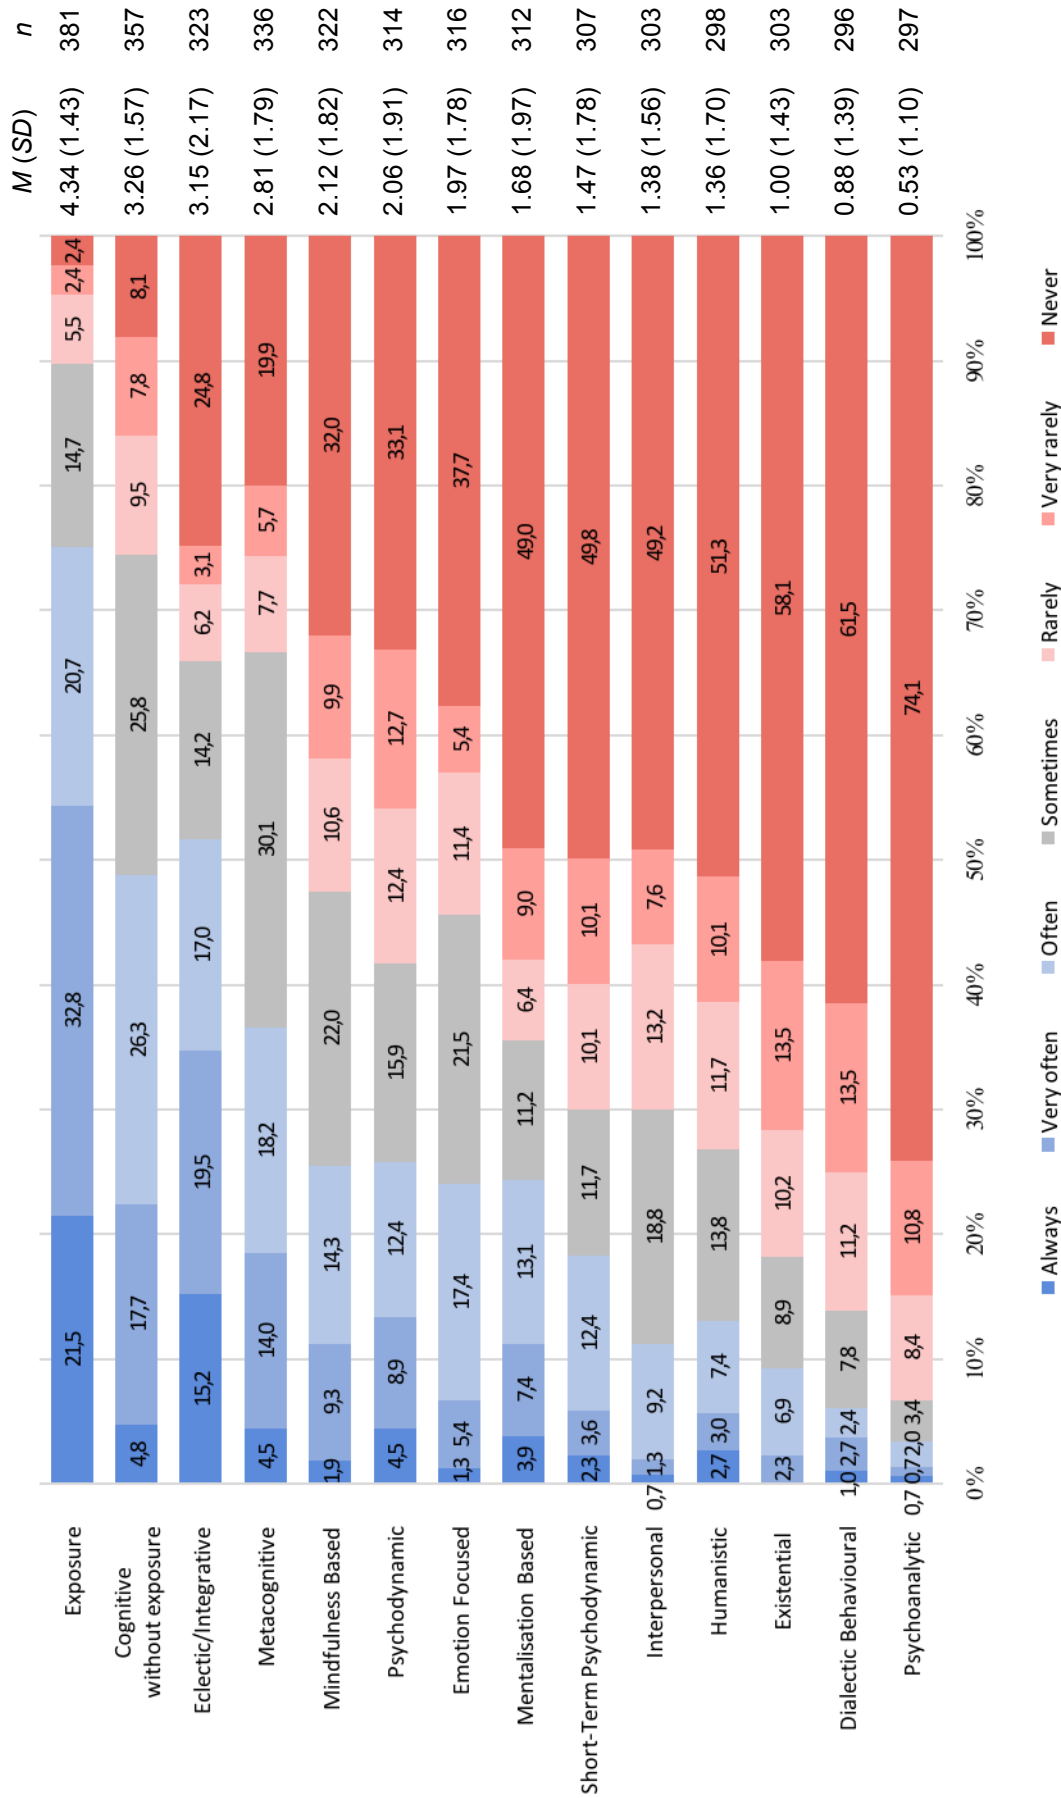 M (SD) n
Exposure 21,5 32,8 20,7 14,7 5,5 2,4 2,4 4.34 (1.43) 381
Cognitive
without exposure 4,8 17,7 26,3 25,8 9,5 7,8 8,1 3.26 (1.57) 357
Eclectic/Integrative 15,2 19,5 17,0 14,2 6,2 3,1 24,8 3.15 (2.17) 323
Metacognitive 4,5 14,0 18,2 30,1 7,7 5,7 19,9 2.81 (1.79) 336
Mindfulness Based 1,9 9,3 14,3 22,0 10,6 9,9 32,0 2.12 (1.82) 322
Psychodynamic 4,5 8,9 12,4 15,9 12,4 12,7 33,1 2.06 (1.91) 314
Emotion Focused 1,3 5,4 17,4 21,5 11,4 5,4 37,7 1.97 (1.78) 316
Mentalisation Based 3,9 7,4 13,1 11,2 6,4 9,0 49,0 1.68 (1.97) 312
Short-Term Psychodynamic 2,3 3,6 12,4 11,7 10,1 10,1 49,8 1.47 (1.78) 307
Interpersonal 0,7 1,3 9,2 18,8 13,2 7,6 49,2 1.38 (1.56) 303
Humanistic 2,7 3,0 7,4 13,8 11,7 10,1 51,3 1.36 (1.70) 298
Existential 2,3 6,9 8,9 10,2 13,5 58,1 1.00 (1.43) 303
Dialectic Behavioural 1,0 2,7 2,4 7,8 11,2 13,5 61,5 0.88 (1.39) 296
Psychoanalytic 0,7 0,7 2,0 3,4 8,4 10,8 74,1 0.53 (1.10) 297
0% 10% 20% 30% 40% 50% 60% 70% 80% 90% 100%
Always Very often Often Sometimes Rarely Very rarely Never